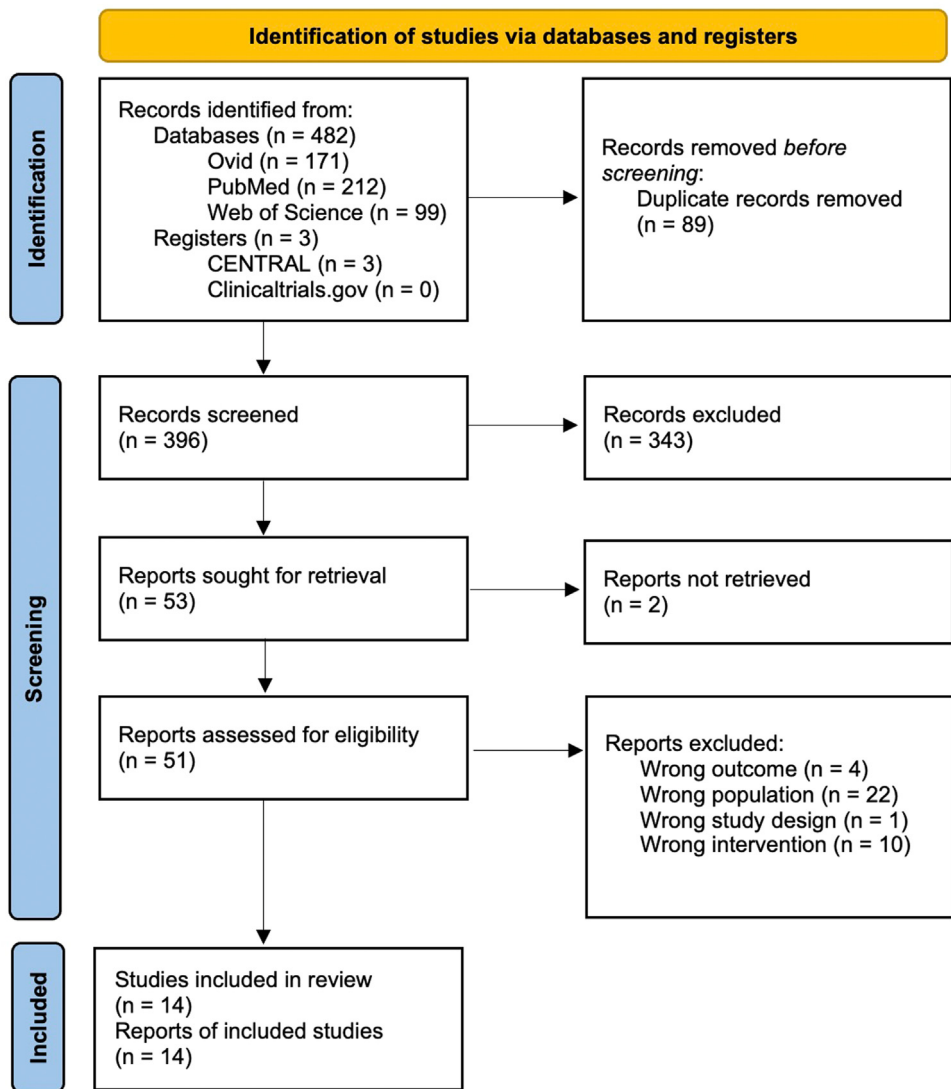 Identification of studies via databases and registers
Identification
Records identified from:
Databases (n = 482)
Ovid (n = 171)
PubMed (n = 212)
Web of Science (n = 99)
Registers (n = 3)
CENTRAL (n = 3)
Clinicaltrials.gov (n = 0)
Records removed before
screening:
Duplicate records removed
(n = 89)
Screening
Records screened
(n = 396)
Records excluded
(n = 343)
Reports sought for retrieval
(n = 53)
Reports not retrieved
(n = 2)
Reports assessed for eligibility
(n = 51)
Reports excluded:
Wrong outcome (n = 4)
Wrong population (n = 22)
Wrong study design (n = 1)
Wrong intervention (n = 10)
Included
Studies included in review
(n = 14)
Reports of included studies
(n = 14)